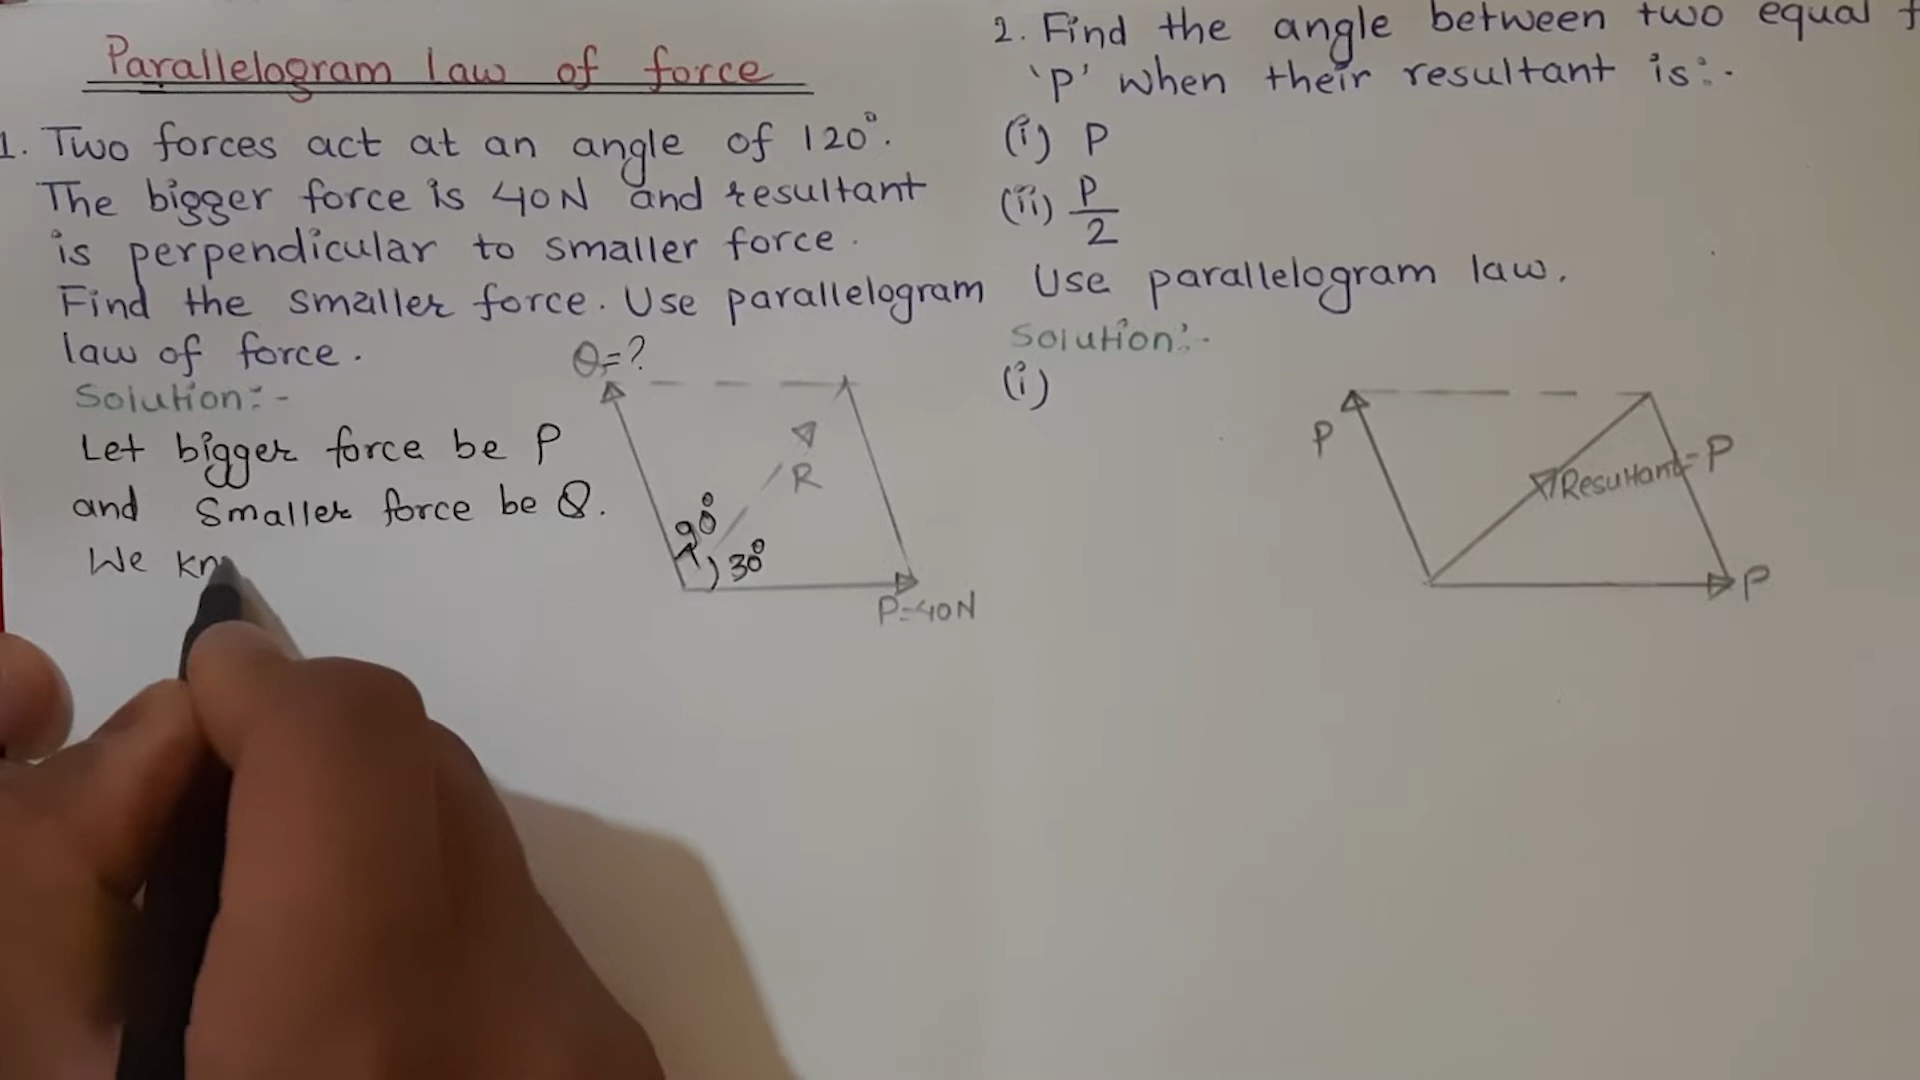 Parallelogram law of force
1. Two forces act at an angle of 120°.
The bigger force is 40N and resultant
is perpendicular to smaller force.
Find the smaller force. Use parallelogram
law of force.
Solution:-
Let bigger force be P
and smaller force be Q.
We kn
Q=?
R
90°
30°
P=40N
2. Find the angle between two equal f
'P' when their resultant is:-
(i) P
(ii) P/2
Use parallelogram law.
Solution:-
(i)
P
Resultant=P
P